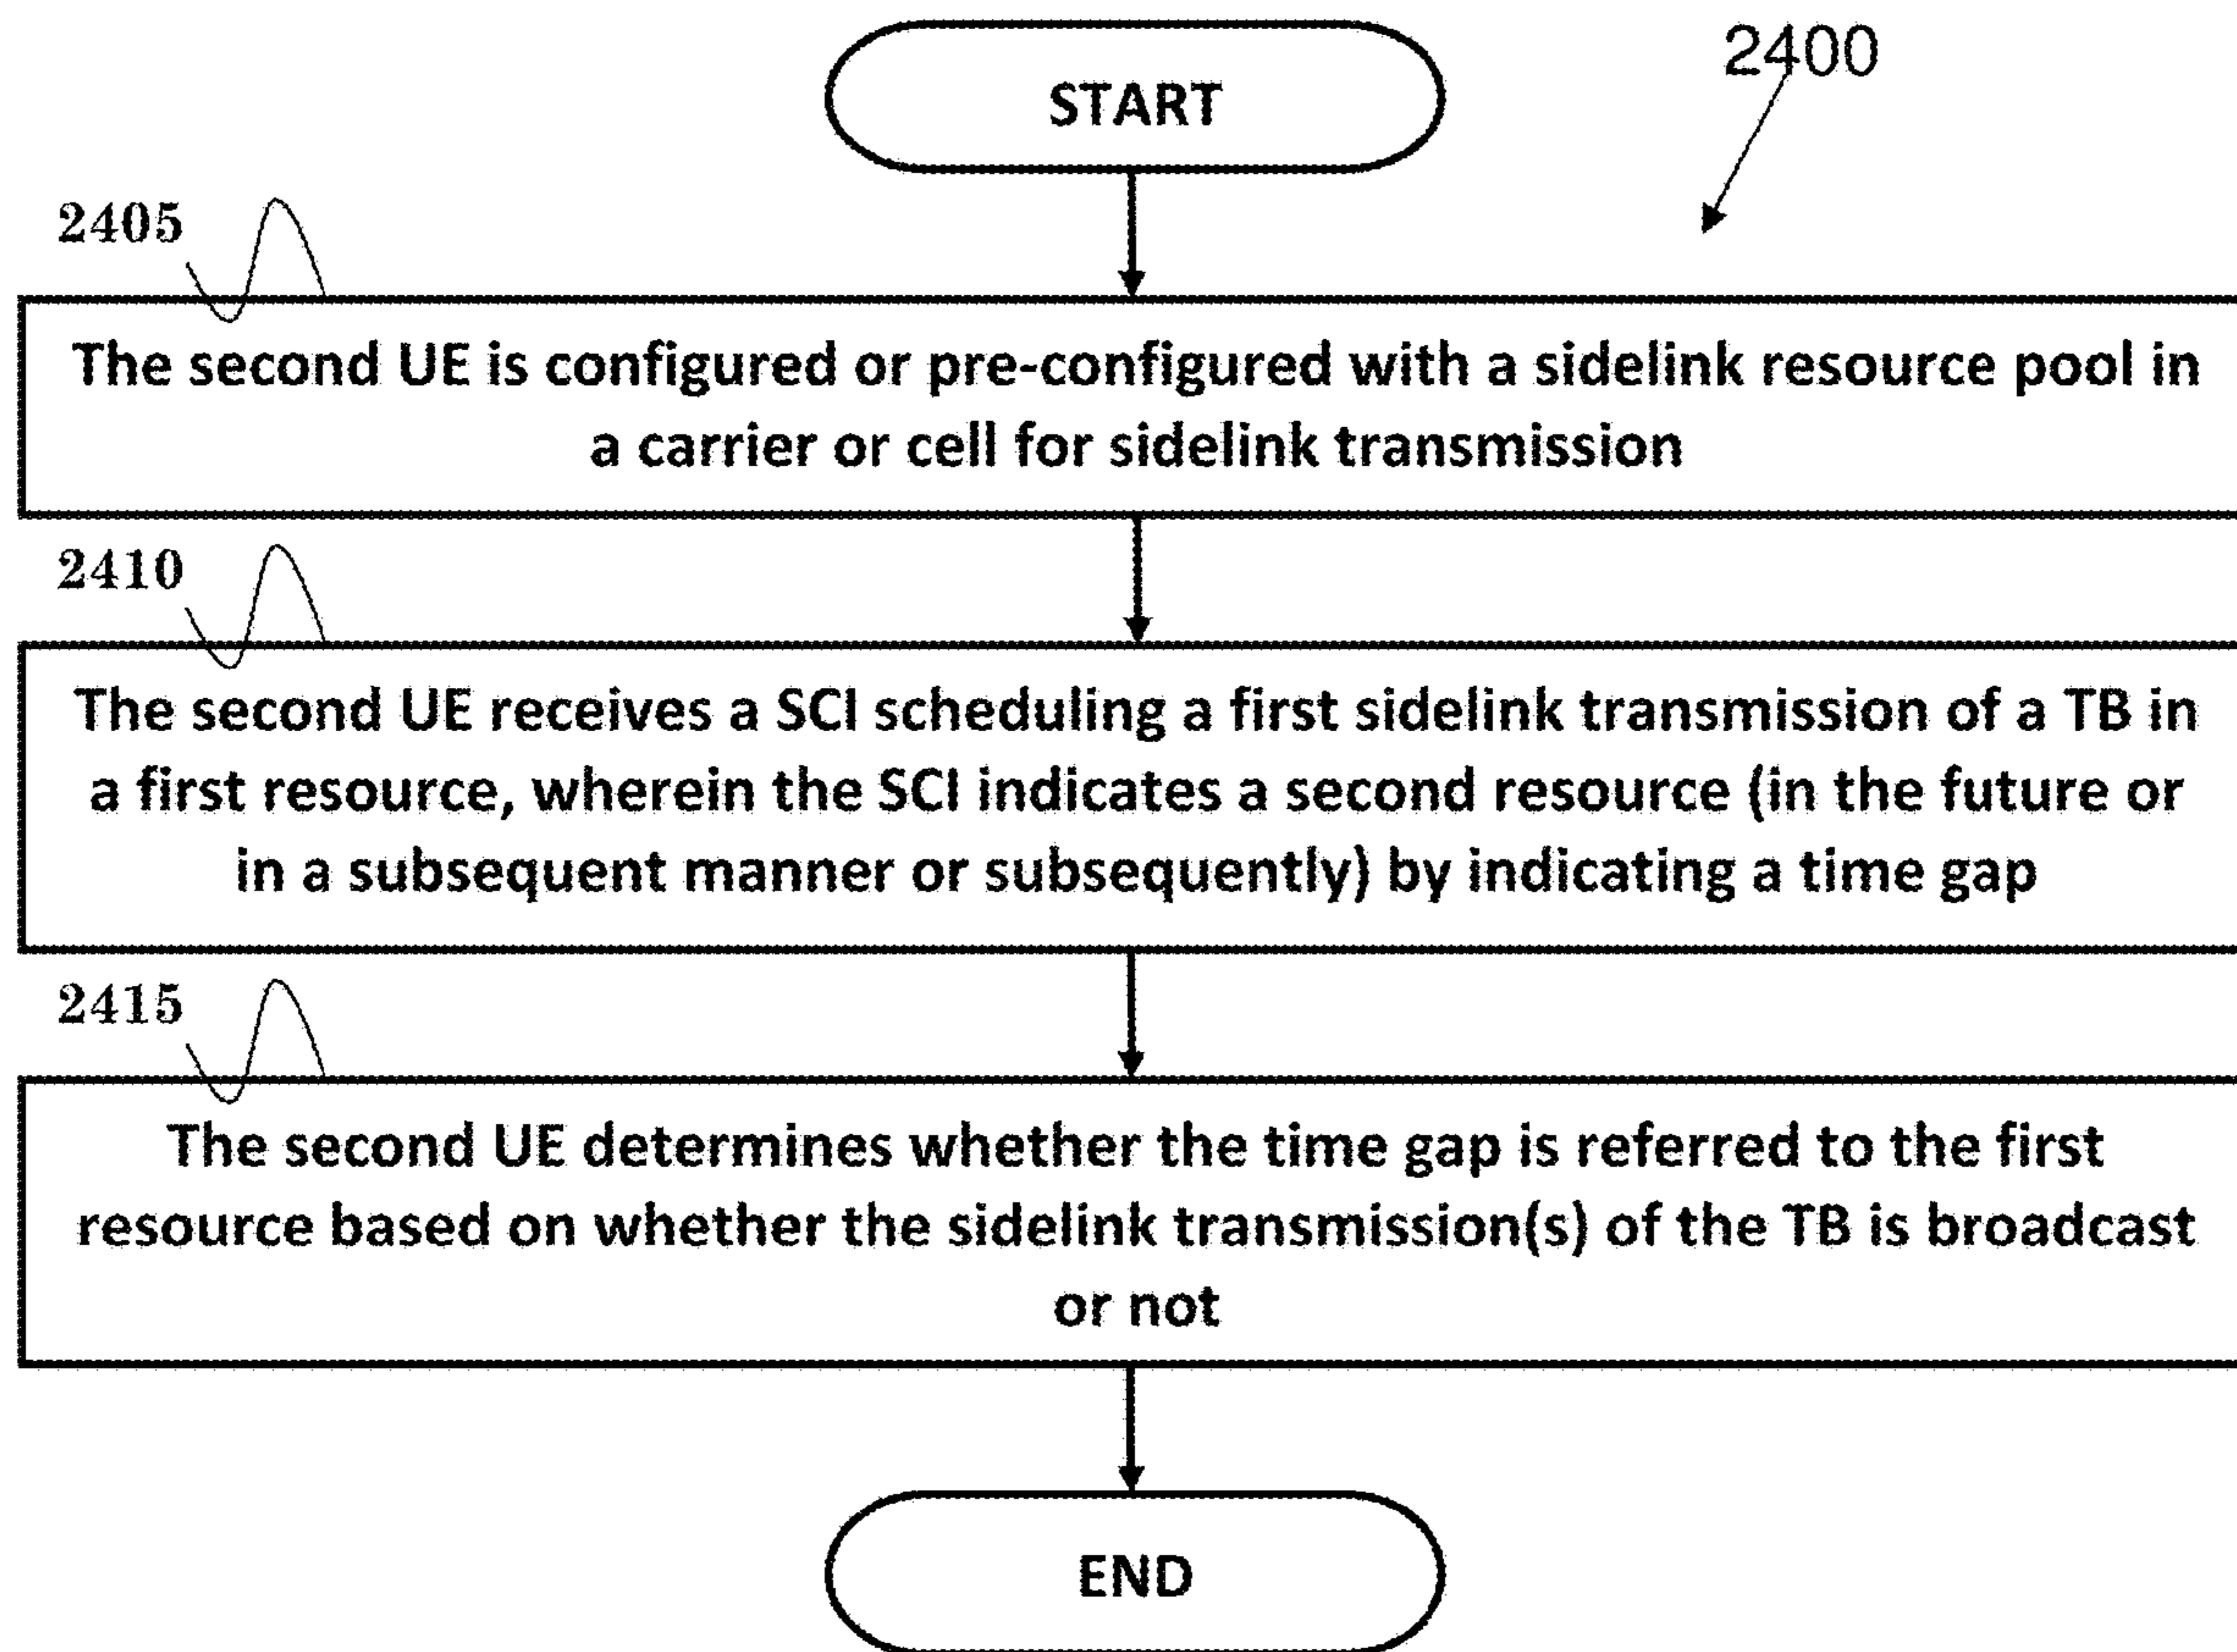 START
2400
2405
The second UE is configured or pre-configured with a sidelink resource pool in
a carrier or cell for sidelink transmission
2410
The second UE receives a SCI scheduling a first sidelink transmission of a TB in
a first resource, wherein the SCI indicates a second resource (in the future or
in a subsequent manner or subsequently) by indicating a time gap
2415
The second UE determines whether the time gap is referred to the first
resource based on whether the sidelink transmission(s) of the TB is broadcast
or not
END